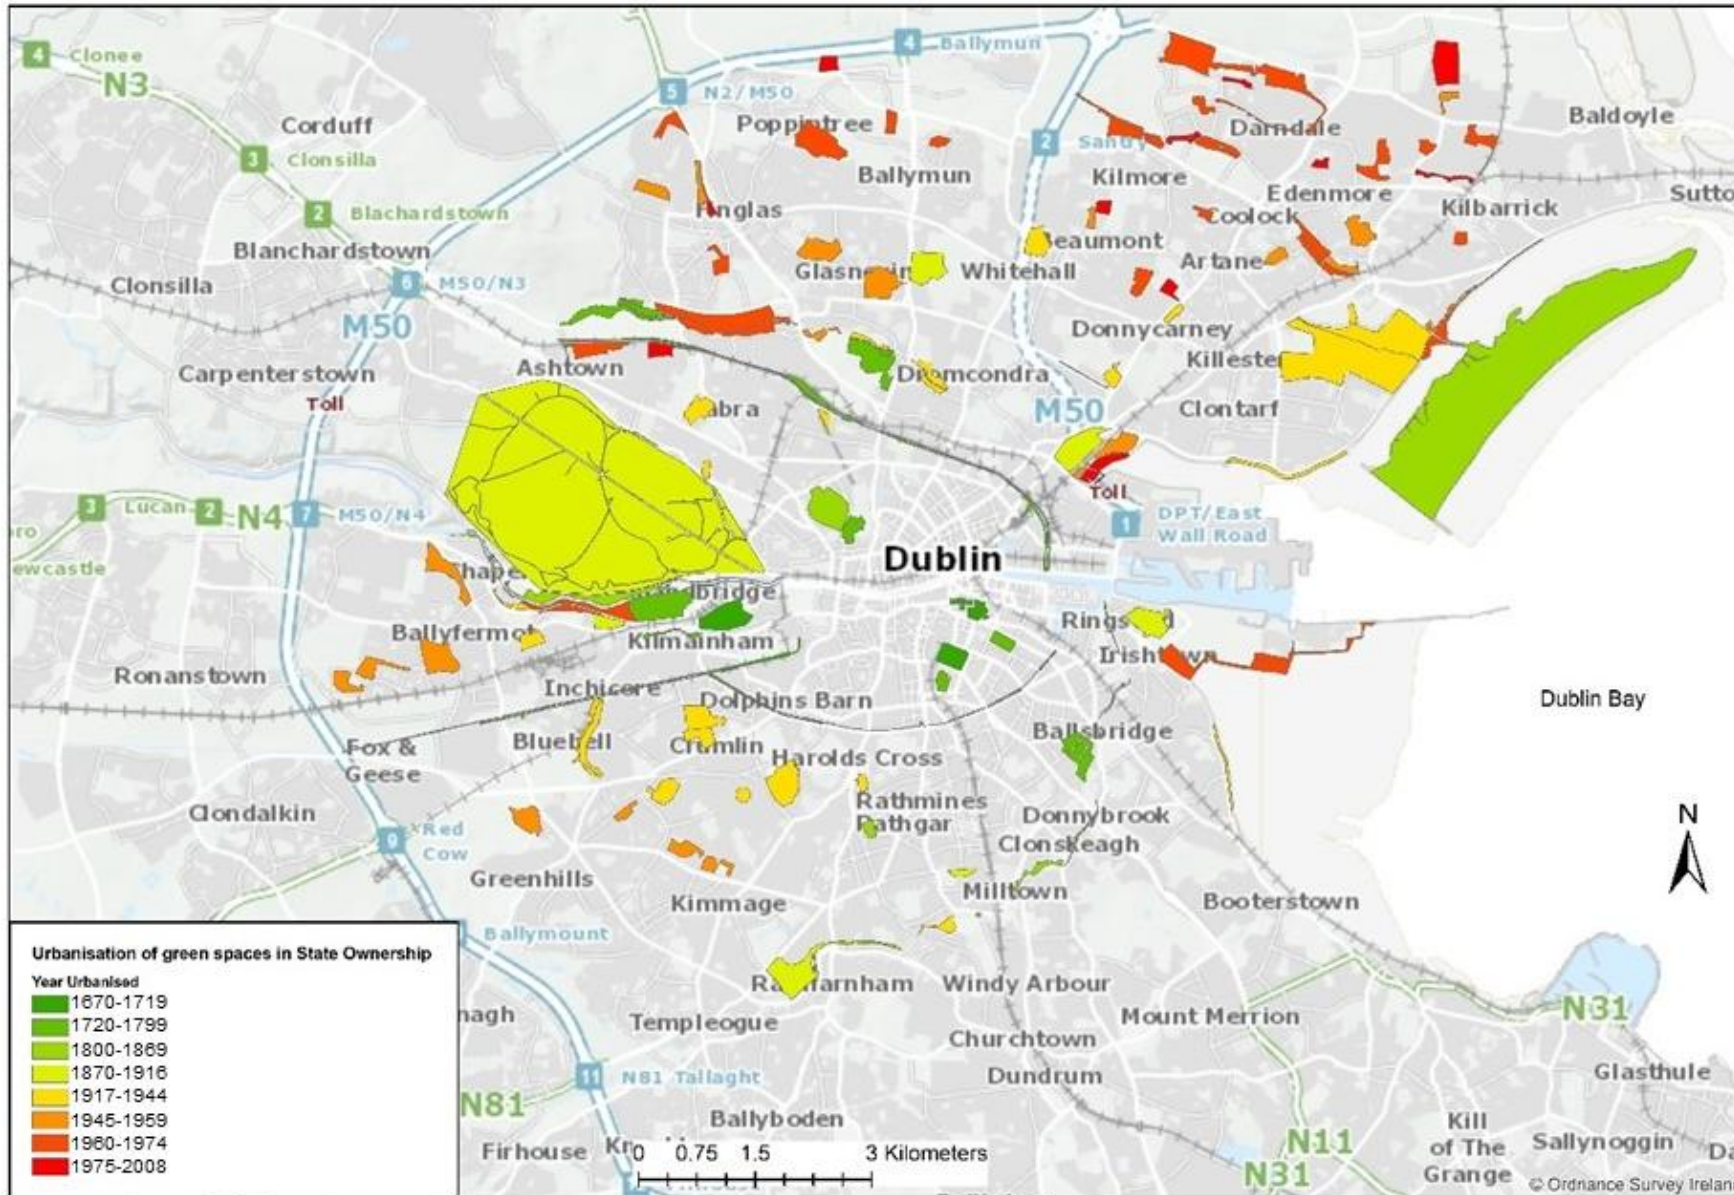 4 Ballymun
4 Clonee
N3
5 N2/M50
Corduff
Poppintree
Darndale
Baldoyle
3 Clonsilla
2 Santry
Ballymun
Kilmore
Edenmore
2 Blachardstown
Finglas
Coolock
Kilbarrick
Blanchardstown
Beaumont
Clonsilla
6 M50/N3
Whitehall
Artane
M50
Donnycarney
Ashtown
Killester
Carpenterstown
Drumcondra
Toll
M50
Clontarf
3 Lucan 2 N4
7 M50/N4
Toll
1 DPT/East
Wall Road
ewcastle
Dublin
Ballyfermot
Kilmainham
Ringsend
Irishtown
Ronanstown
Inchicore
Dolphins Barn
Dublin Bay
Fox &
Geese
Bluebell
Crumlin
Harolds Cross
Ballsbridge
Clondalkin
Rathmines
Rathgar
Donnybrook
Clonskeagh
9 Red
Cow
N
Greenhills
Kimmage
Milltown
Booterstown
Ballymount
Urbanisation of green spaces in State Ownership
Year Urbanised
1670-1719
1720-1799
1800-1869
1870-1916
1917-1944
1945-1959
1960-1974
1975-2008
Rathfarnham
Windy Arbour
nagh
Templeogue
Mount Merrion
N31
Churchtown
11 N81 Tallaght
Dundrum
Glasthule
N81
Ballyboden
Firhouse
0 0.75 1.5 3 Kilometers
N11
N31
Kill
of The
Grange
Sallynoggin
© Ordnance Survey Irelan